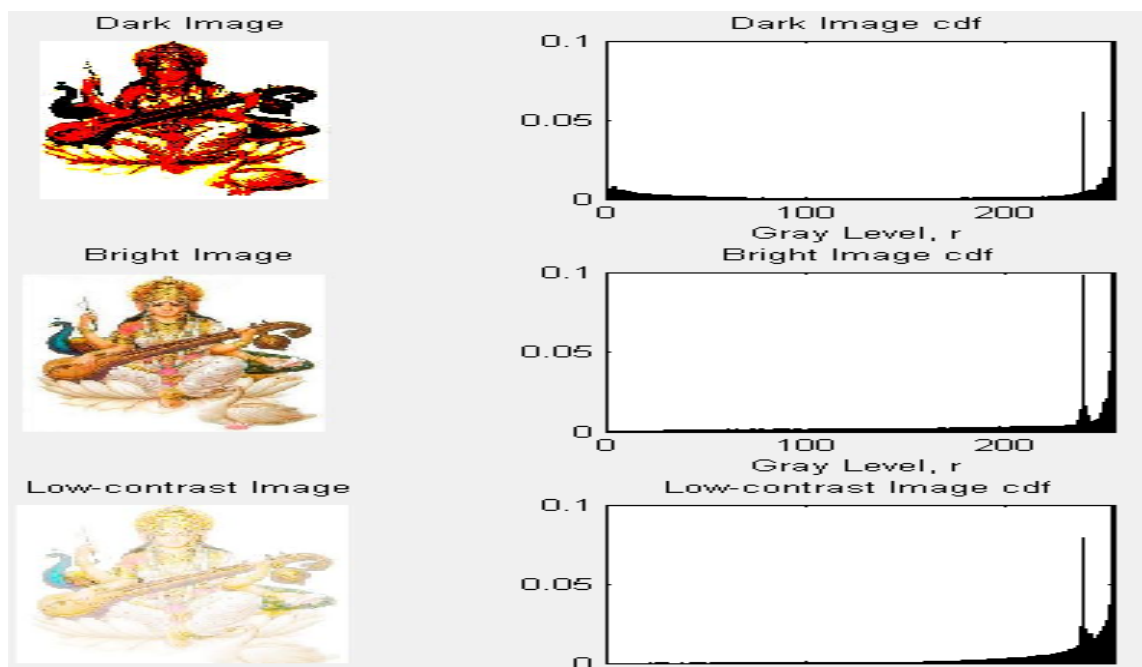 Dark Image
Dark Image cdf
0.1
0.05
0
0 100 200
Gray Level, r
Bright Image
Bright Image cdf
0.1
0.05
0
0 100 200
Gray Level, r
Low-contrast Image
Low-contrast Image cdf
0.1
0.05
0